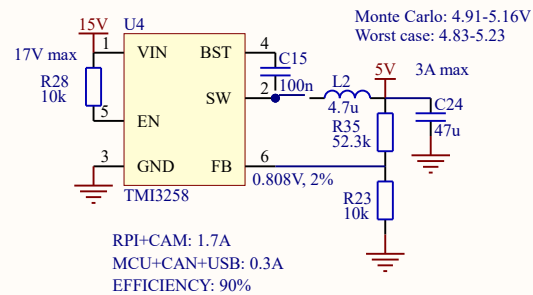 15V
U4
Monte Carlo: 4.91-5.16V
Worst case: 4.83-5.23
17V max
1
VIN
BST
4
C15
100n
5V
3A max
R28
10k
SW
2
L2
4.7u
C24
47u
5
EN
R35
52.3k
3
GND
FB
6
0.808V, 2%
TMI3258
R23
10k
RPI+CAM: 1.7A
MCU+CAN+USB: 0.3A
EFFICIENCY: 90%